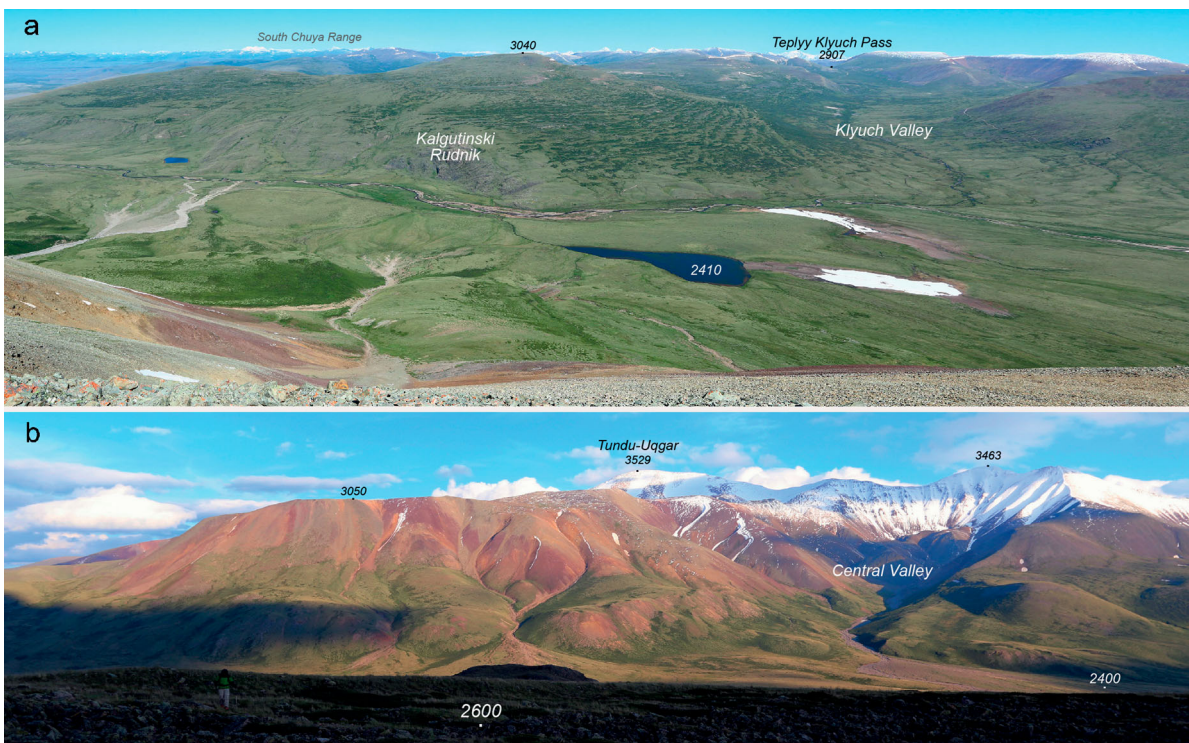 a
South Chuya Range
3040
Teplyy Klyuch Pass
2907
Kalgutinski
Rudnik
Klyuch Valley
2410
b
Tundu-Uqgar
3529
3463
3050
Central Valley
2400
2600